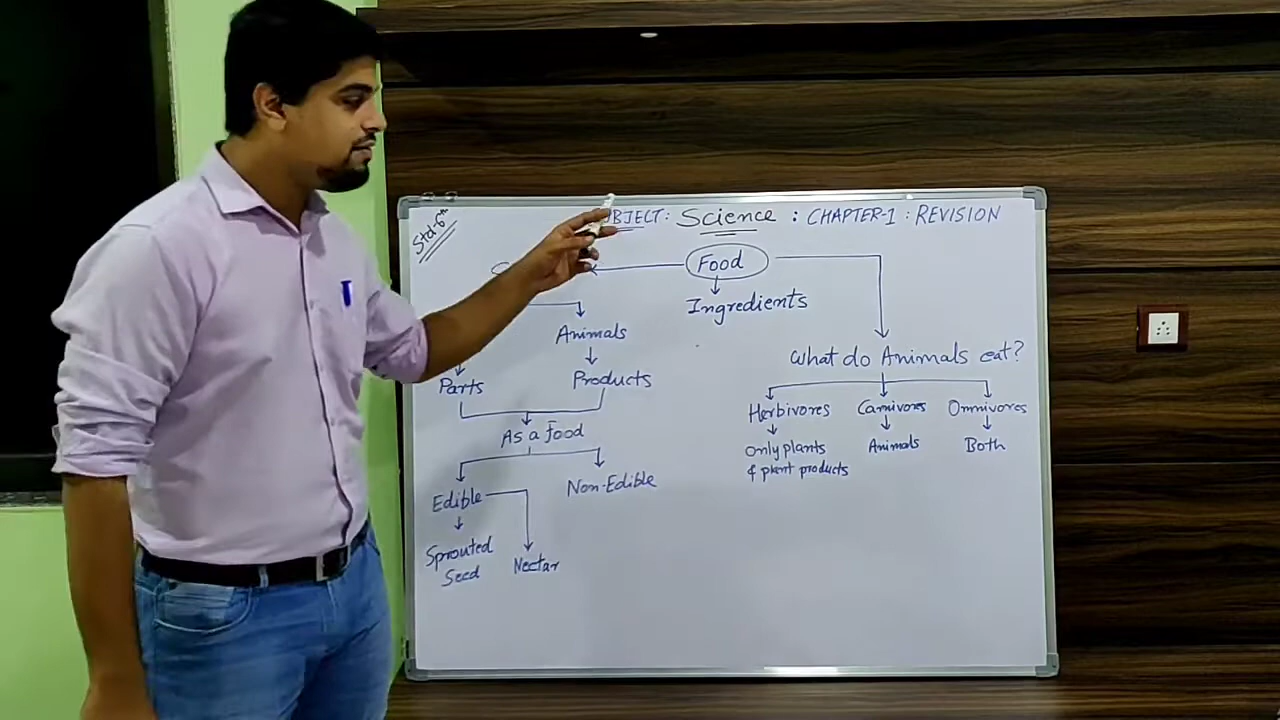 Std-6th
BJECT: Science : CHAPTER-1 : REVISION
Food
Ingredients
Animals
What do Animals eat?
Parts
Products
Herbivores
Carnivores
Omnivores
As a Food
only plants
& plant products
Animals
Both
Edible
Non-Edible
Sprouted
Seed
Nectar